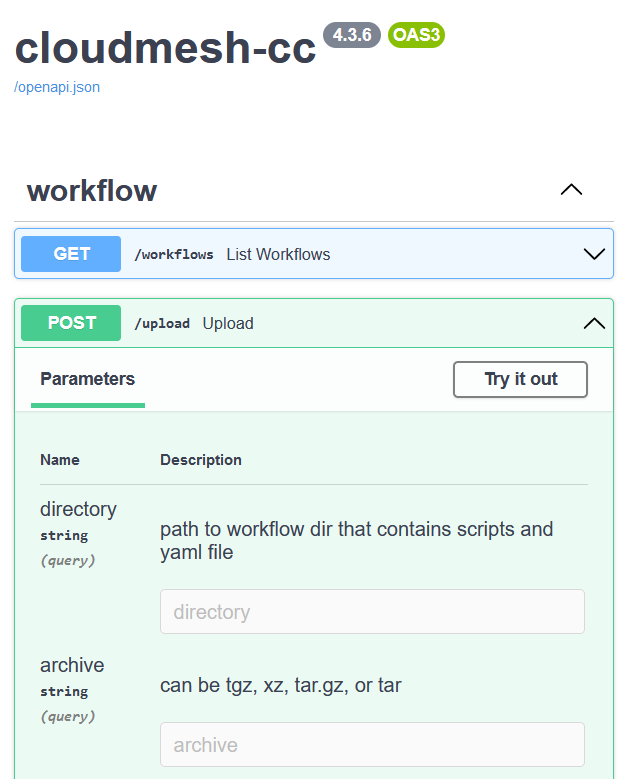 cloudmesh-cc 4.3.6 OAS3
/openapi.json
workflow
GET /workflows List Workflows
POST /upload Upload
Parameters Try it out
Name Description
directory
string
(query)
path to workflow dir that contains scripts and
yaml file
directory
archive
string
(query)
can be tgz, xz, tar.gz, or tar
archive